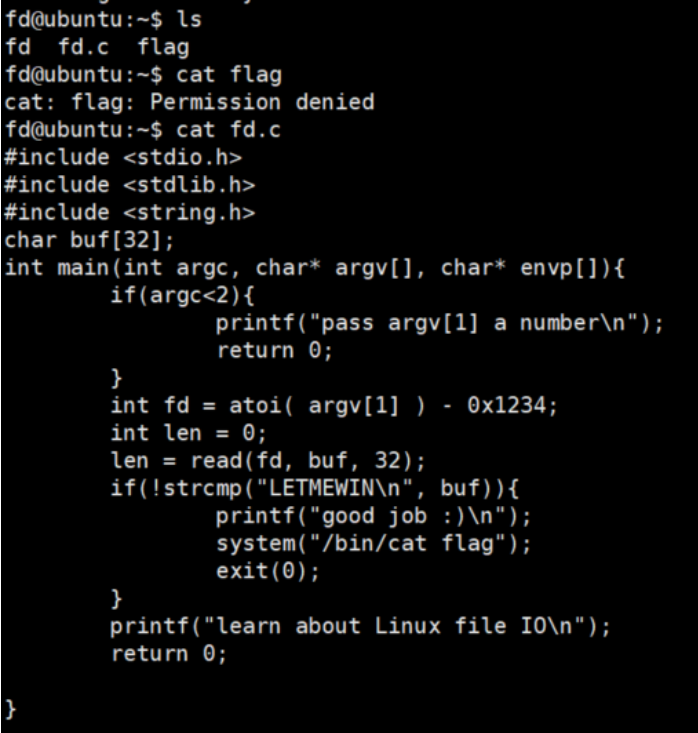 fd@ubuntu:~$ ls
fd  fd.c  flag
fd@ubuntu:~$ cat flag
cat: flag: Permission denied
fd@ubuntu:~$ cat fd.c
#include <stdio.h>
#include <stdlib.h>
#include <string.h>
char buf[32];
int main(int argc, char* argv[], char* envp[]){
        if(argc<2){
                printf("pass argv[1] a number\n");
                return 0;
        }
        int fd = atoi( argv[1] ) - 0x1234;
        int len = 0;
        len = read(fd, buf, 32);
        if(!strcmp("LETMEWIN\n", buf)){
                printf("good job :)\n");
                system("/bin/cat flag");
                exit(0);
        }
        printf("learn about Linux file IO\n");
        return 0;

}